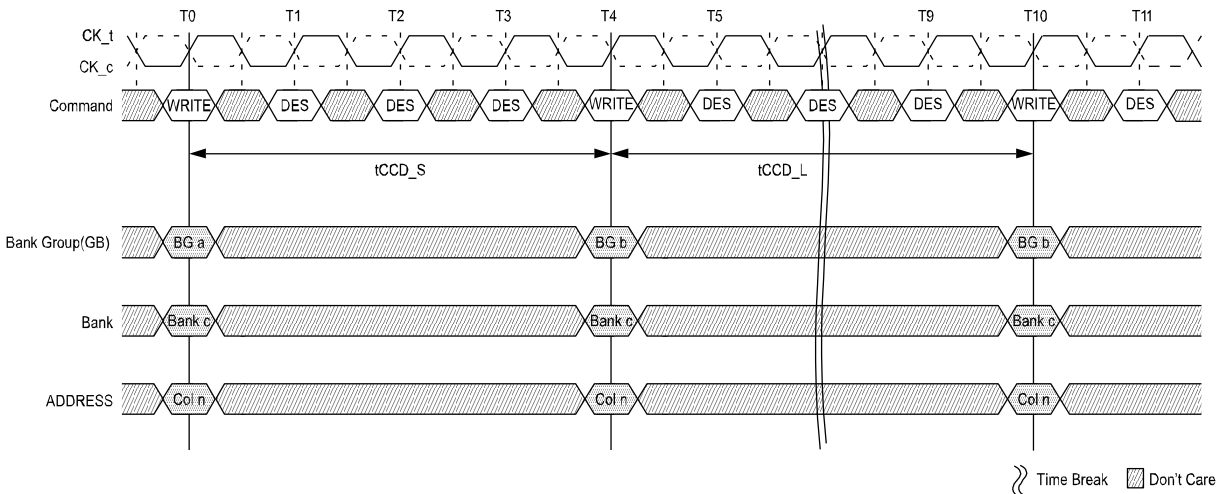 T0 T1 T2 T3 T4 T5 T9 T10 T11
CK_t
CK_c
Command WRITE DES DES DES WRITE DES DES DES WRITE DES
tCCD_S tCCD_L
Bank Group(GB) BG a BG b BG b
Bank Bank c Bank c Bank c
ADDRESS Col n Col n Col n
Time Break Don't Care